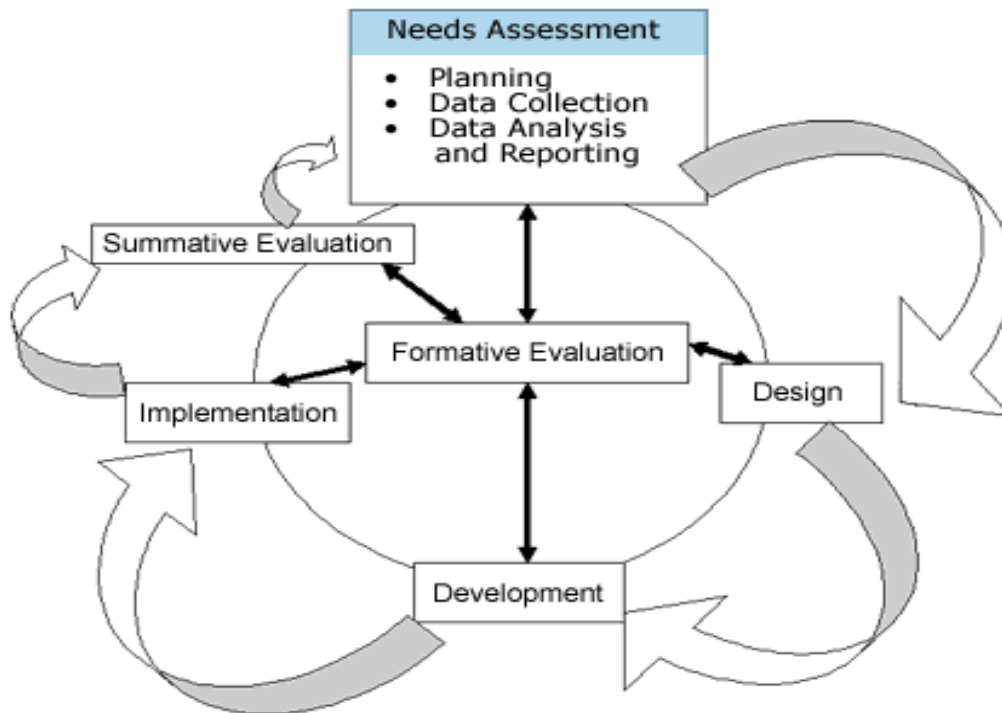 Needs Assessment
• Planning
• Data Collection
• Data Analysis
and Reporting
Summative Evaluation
Formative Evaluation
Implementation
Design
Development